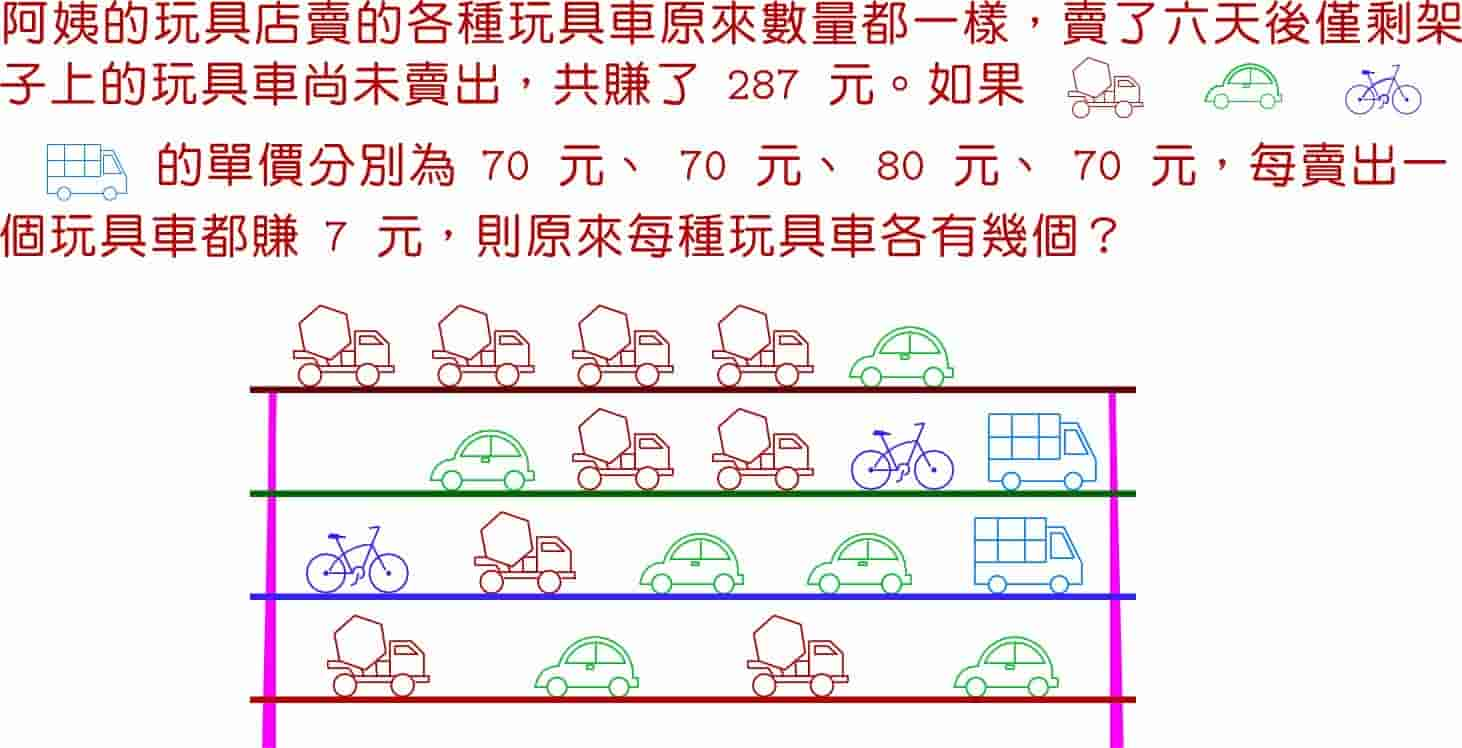 阿姨的玩具店賣的各種玩具車原來數量都一樣,賣了六天後僅剩架
子上的玩具車尚未賣出,共賺了 287 元。如果
的單價分別為 70 元、 70 元、 80 元、 70 元,每賣出一
個玩具車都賺 7 元,則原來每種玩具車各有幾個?